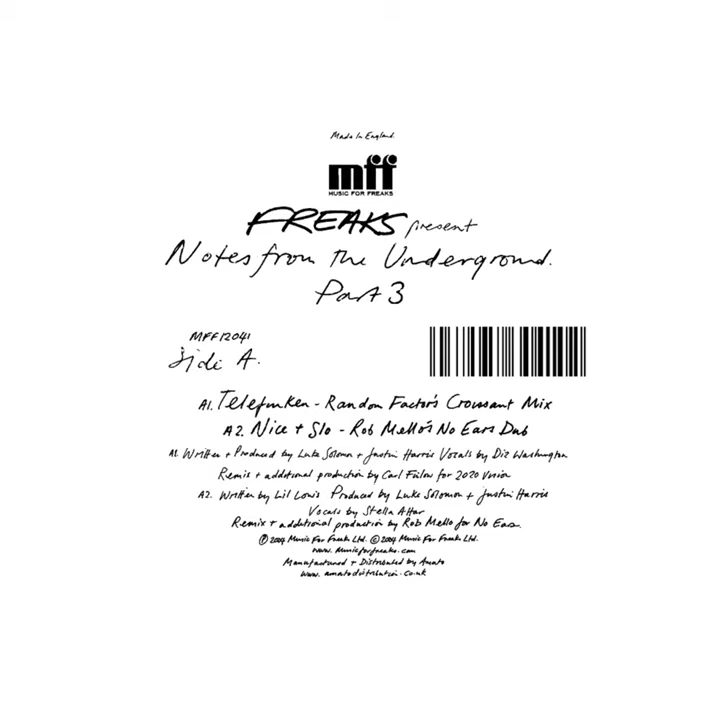 Made In England.
mff
MUSIC FOR FREAKS
FREAKS present
Notes from the Underground.
Part 3
MFF12041
Side A.
A1. Telefunken - Random Factor's Croissant Mix
A2. Nice + Slo - Rob Mello's No Ears Dub
A1. Written + Produced by Luke Solomon + Justin Harris Vocals by Diz Washington
Remix + additional production by Carl Finlow for 2020 Vision
A2. Written by Lil Louis Produced by Luke Solomon + Justin Harris
Vocals by Stella Attar
Remix + additional production by Rob Mello for No Ears.
Ⓟ 2004 Music For Freaks Ltd. © 2004 Music For Freaks Ltd.
www.musicforfreaks.com
Manufactured + Distributed by Amato
www.amatodistribution.co.uk